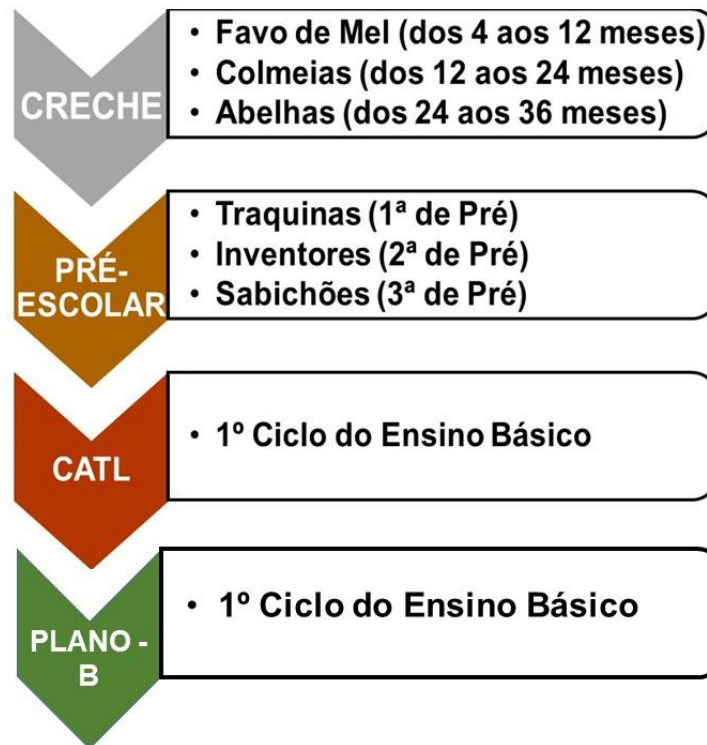 CRECHE
• Favo de Mel (dos 4 aos 12 meses)
• Colmeias (dos 12 aos 24 meses)
• Abelhas (dos 24 aos 36 meses)
PRÉ-
ESCOLAR
• Traquinas (1ª de Pré)
• Inventores (2ª de Pré)
• Sabichões (3ª de Pré)
CATL
• 1º Ciclo do Ensino Básico
PLANO -
B
• 1º Ciclo do Ensino Básico